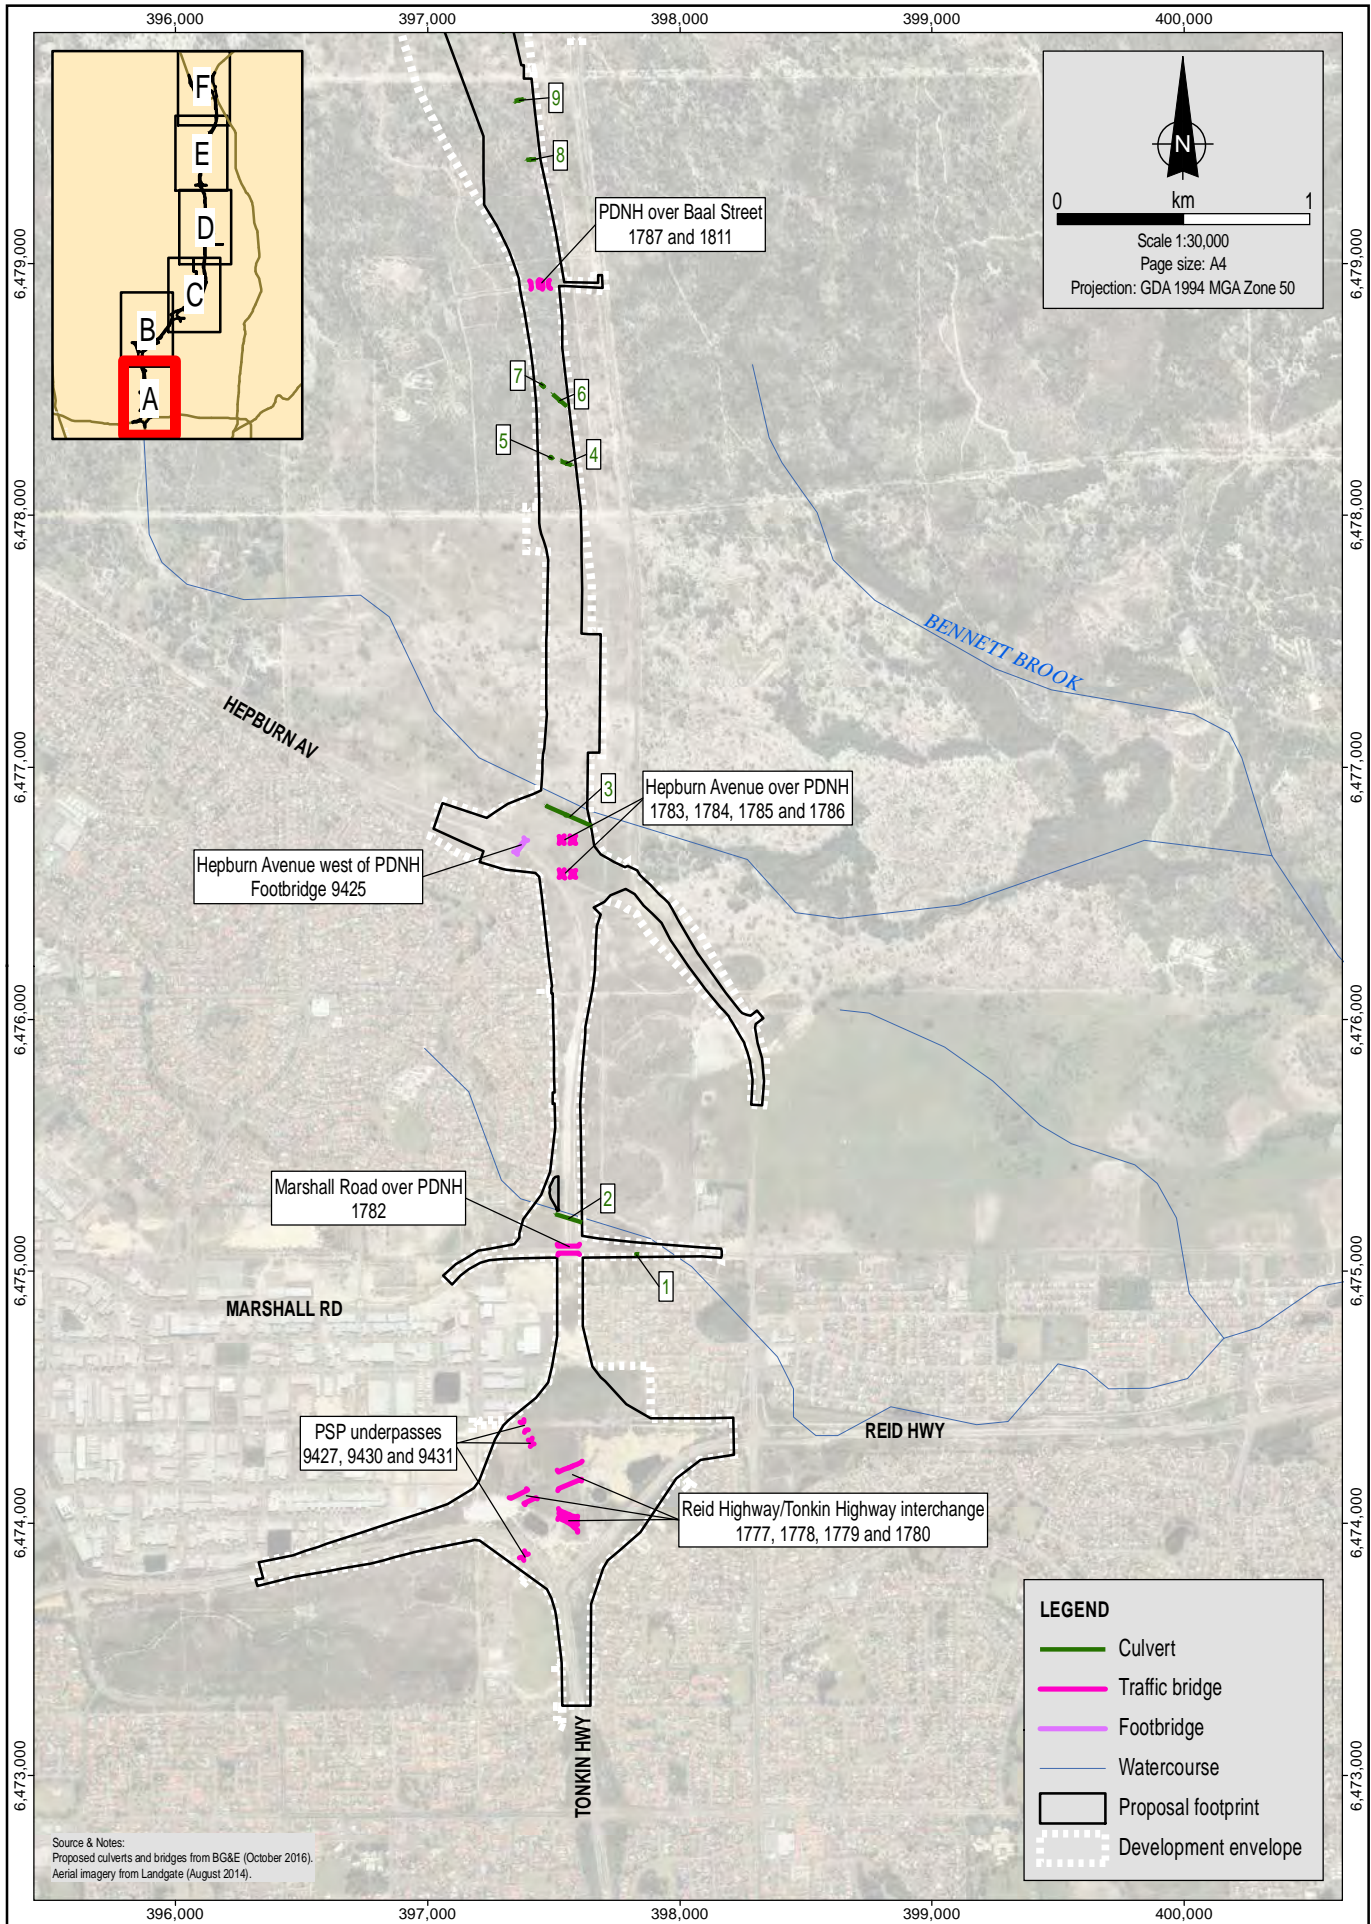 396,000
397,000
398,000
399,000
400,000
F
E
D
C
B
A
N
0
km
1
Scale 1:30,000
Page size: A4
Projection: GDA 1994 MGA Zone 50
9
8
PDNH over Baal Street
1787 and 1811
6,479,000
6,479,000
7
6
5
4
6,478,000
6,478,000
BENNETT BROOK
HEPBURN AV
6,477,000
6,477,000
3
Hepburn Avenue over PDNH
1783, 1784, 1785 and 1786
Hepburn Avenue west of PDNH
Footbridge 9425
6,476,000
6,476,000
Marshall Road over PDNH
1782
2
1
6,475,000
6,475,000
MARSHALL RD
PSP underpasses
9427, 9430 and 9431
REID HWY
Reid Highway/Tonkin Highway interchange
1777, 1778, 1779 and 1780
6,474,000
6,474,000
TONKIN HWY
6,473,000
6,473,000
LEGEND
Culvert
Traffic bridge
Footbridge
Watercourse
Proposal footprint
Development envelope
Source & Notes:
Proposed culverts and bridges from BG&E (October 2016).
Aerial imagery from Landgate (August 2014).
396,000
397,000
398,000
399,000
400,000